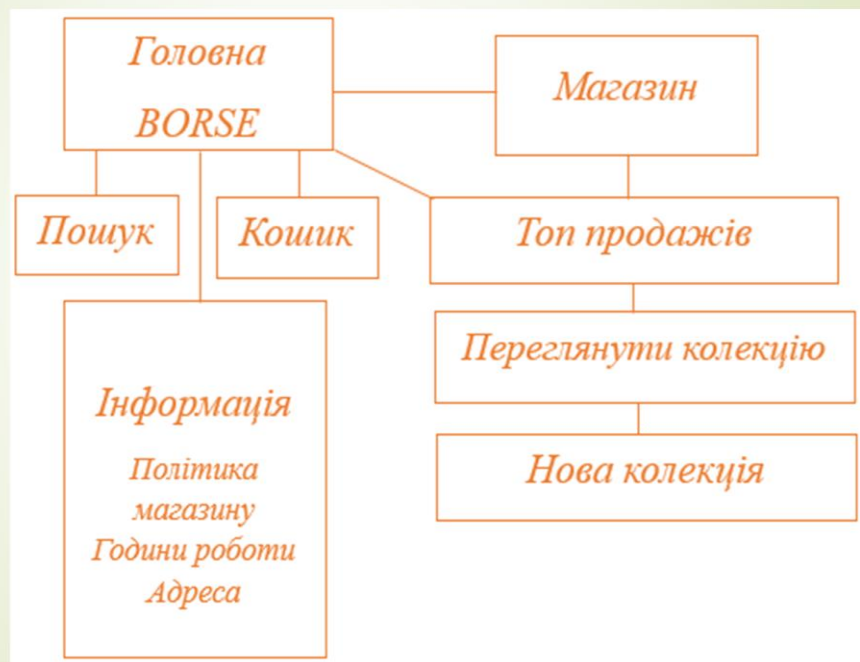 Головна
BORSE
Магазин
Пошук
Кошик
Топ продажів
Переглянути колекцію
Нова колекція
Інформація
Політика
магазину
Години роботи
Адреса